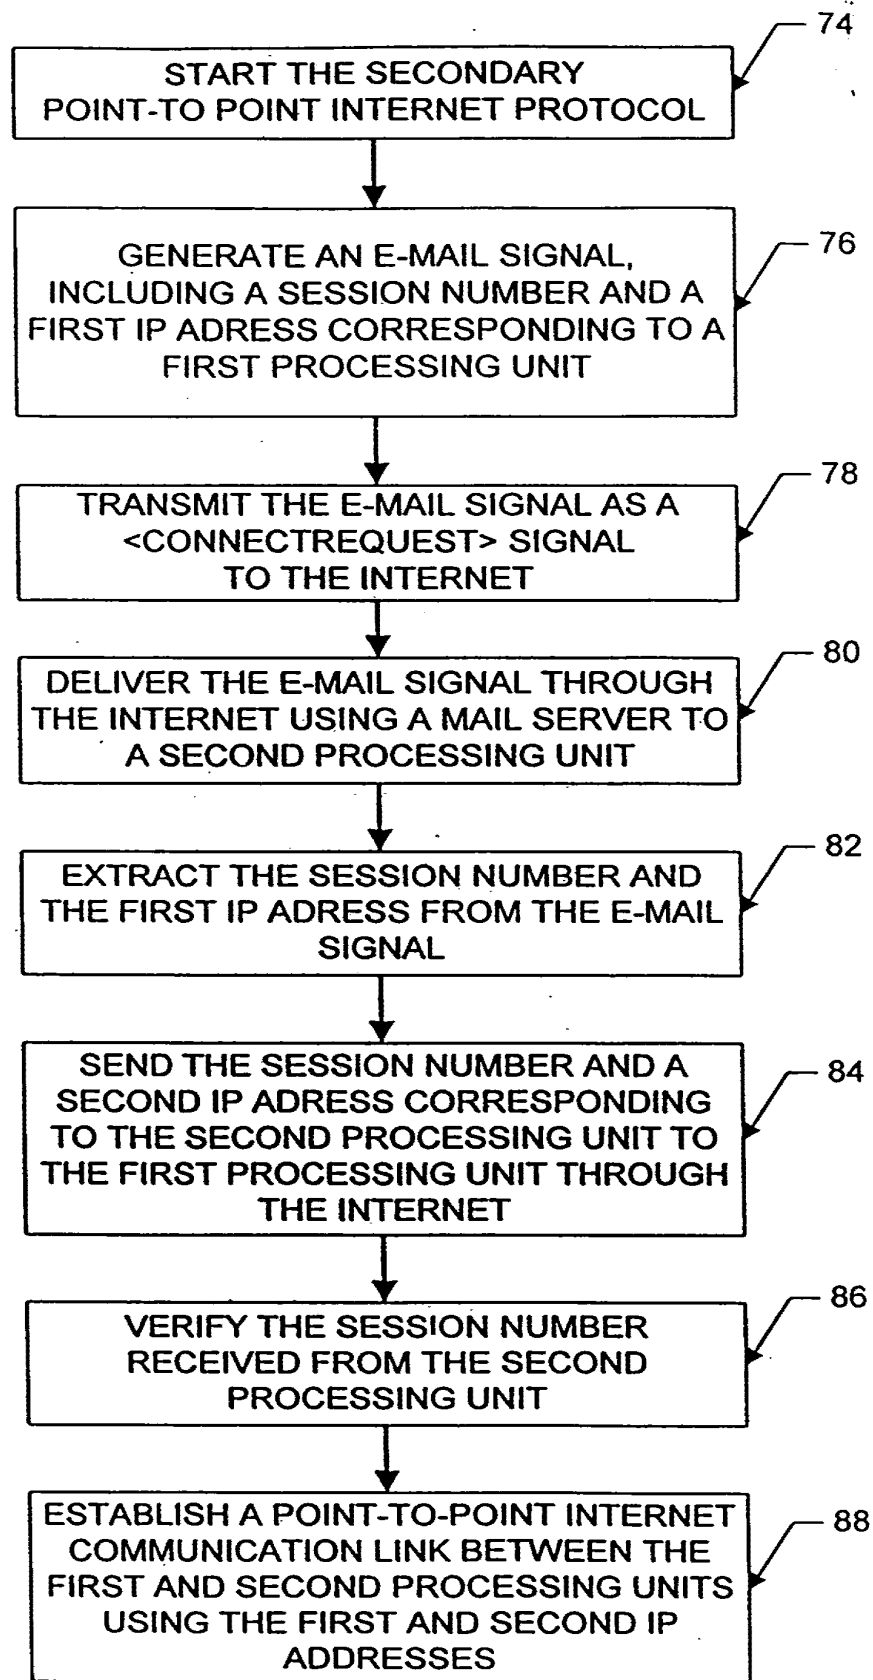 74
START THE SECONDARY
POINT-TO POINT INTERNET PROTOCOL
76
GENERATE AN E-MAIL SIGNAL,
INCLUDING A SESSION NUMBER AND A
FIRST IP ADRESS CORRESPONDING TO A
FIRST PROCESSING UNIT
78
TRANSMIT THE E-MAIL SIGNAL AS A
<CONNECTREQUEST> SIGNAL
TO THE INTERNET
80
DELIVER THE E-MAIL SIGNAL THROUGH
THE INTERNET USING A MAIL SERVER TO
A SECOND PROCESSING UNIT
82
EXTRACT THE SESSION NUMBER AND
THE FIRST IP ADRESS FROM THE E-MAIL
SIGNAL
84
SEND THE SESSION NUMBER AND A
SECOND IP ADRESS CORRESPONDING
TO THE SECOND PROCESSING UNIT TO
THE FIRST PROCESSING UNIT THROUGH
THE INTERNET
86
VERIFY THE SESSION NUMBER
RECEIVED FROM THE SECOND
PROCESSING UNIT
88
ESTABLISH A POINT-TO-POINT INTERNET
COMMUNICATION LINK BETWEEN THE
FIRST AND SECOND PROCESSING UNITS
USING THE FIRST AND SECOND IP
ADDRESSES